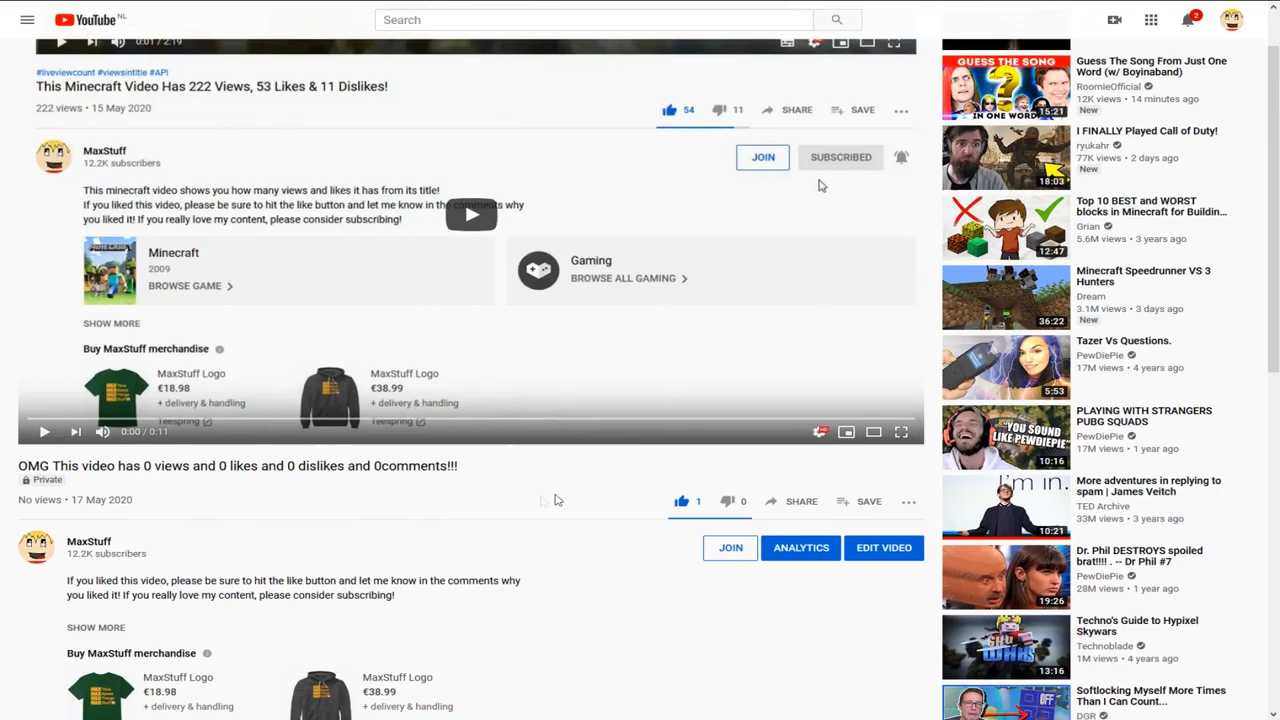 YouTube NL
Search
2
0:01 / 2:19
#liveviewcount #viewsintitle #API
This Minecraft Video Has 222 Views, 53 Likes & 11 Dislikes!
222 views • 15 May 2020
54 11 SHARE SAVE
MaxStuff
12.2K subscribers
JOIN SUBSCRIBED
This minecraft video shows you how many views and likes it has from its title!
If you liked this video, please be sure to hit the like button and let me know in the comments why
you liked it! If you really love my content, please consider subscribing!
Minecraft
2009
BROWSE GAME
Gaming
BROWSE ALL GAMING
SHOW MORE
Buy MaxStuff merchandise
MaxStuff Logo
€18.98
+ delivery & handling
Teespring
MaxStuff Logo
€38.99
+ delivery & handling
Teespring
0:00 / 0:11
OMG This video has 0 views and 0 likes and 0 dislikes and 0comments!!!
Private
No views • 17 May 2020
1 0 SHARE SAVE
MaxStuff
12.2K subscribers
JOIN ANALYTICS EDIT VIDEO
If you liked this video, please be sure to hit the like button and let me know in the comments why
you liked it! If you really love my content, please consider subscribing!
SHOW MORE
Buy MaxStuff merchandise
MaxStuff Logo
€18.98
+ delivery & handling
MaxStuff Logo
€38.99
+ delivery & handling
GUESS THE SONG
IN ONE WORD
15:21
Guess The Song From Just One
Word (w/ Boyinaband)
RoomieOfficial
12K views • 14 minutes ago
New
18:03
I FINALLY Played Call of Duty!
ryukahr
77K views • 2 days ago
New
12:47
Top 10 BEST and WORST
blocks in Minecraft for Buildin...
Grian
5.6M views • 3 years ago
36:22
Minecraft Speedrunner VS 3
Hunters
Dream
3.1M views • 3 days ago
New
5:53
Tazer Vs Questions.
PewDiePie
17M views • 4 years ago
"YOU SOUND
LIKE PEWDIEPIE"
10:16
PLAYING WITH STRANGERS
PUBG SQUADS
PewDiePie
17M views • 1 year ago
I'm in.
10:21
More adventures in replying to
spam | James Veitch
TED Archive
33M views • 3 years ago
19:26
Dr. Phil DESTROYS spoiled
brat!!!! . -- Dr Phil #7
PewDiePie
28M views • 1 year ago
SKY
WARS
13:16
Techno's Guide to Hypixel
Skywars
Technoblade
1M views • 4 years ago
OFF
Softlocking Myself More Times
Than I Can Count...
DGR